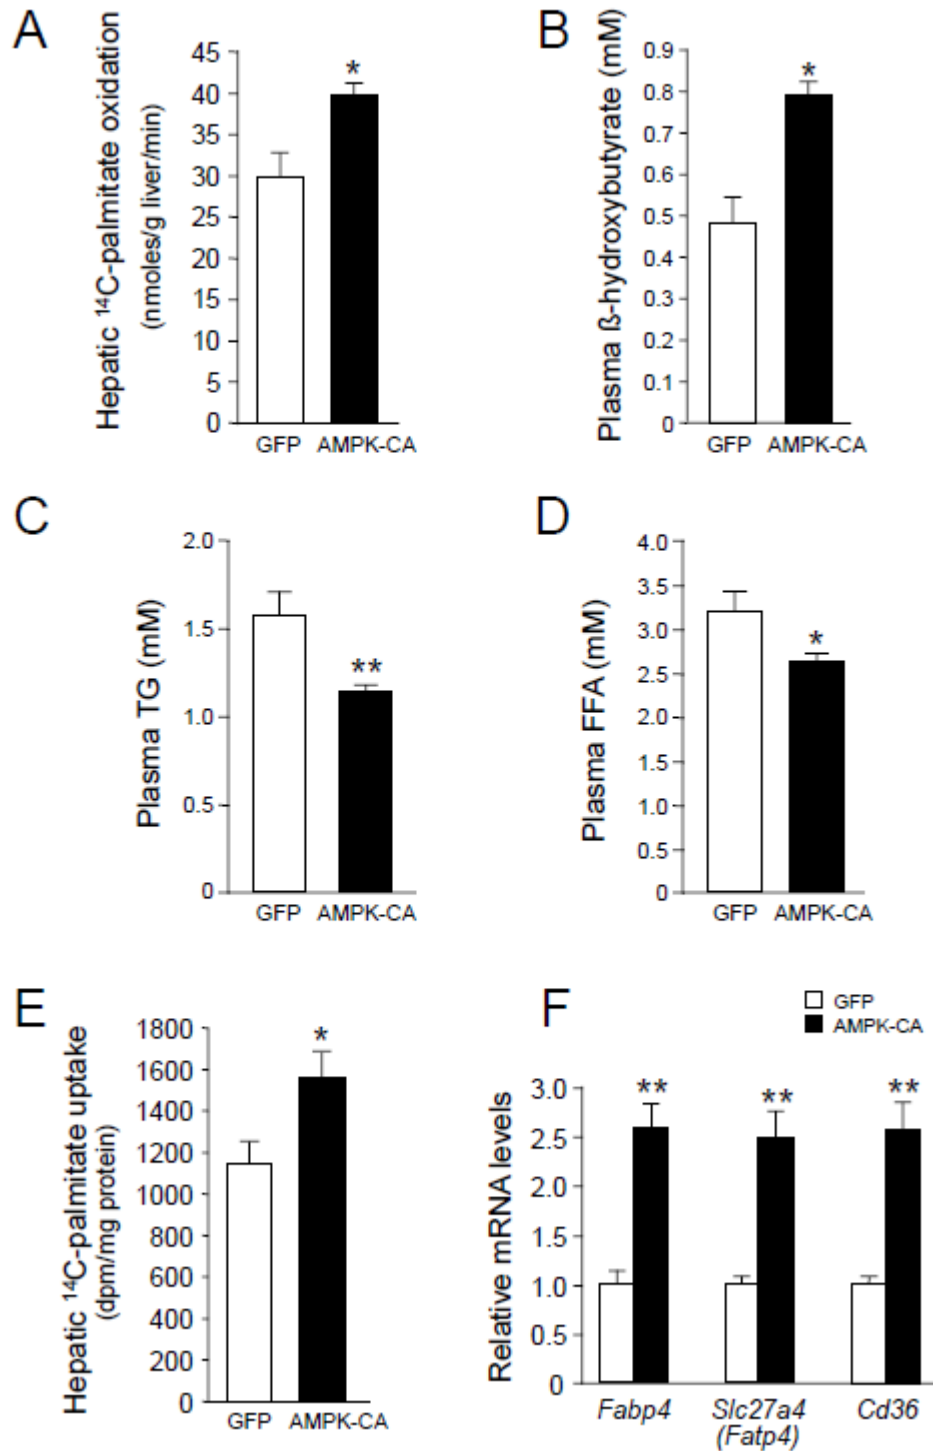 A
Hepatic ¹⁴C-palmitate oxidation
(nmoles/g liver/min)
45
40
35
30
25
20
15
10
5
0
*
GFP AMPK-CA
B
Plasma ß-hydroxybutyrate (mM)
0.9
0.8
0.7
0.6
0.5
0.4
0.3
0.2
0.1
0
*
GFP AMPK-CA
C
Plasma TG (mM)
2.0
1.5
1.0
0.5
0
**
GFP AMPK-CA
D
Plasma FFA (mM)
4.0
3.5
3.0
2.5
2.0
1.5
1.0
0.5
0
*
GFP AMPK-CA
E
Hepatic ¹⁴C-palmitate uptake
(dpm/mg protein)
1800
1600
1400
1200
1000
800
600
400
200
0
*
GFP AMPK-CA
F
GFP
AMPK-CA
Relative mRNA levels
3.0
2.5
2.0
1.5
1.0
0.5
0
** ** **
Fabp4 Slc27a4 Cd36
(Fatp4)